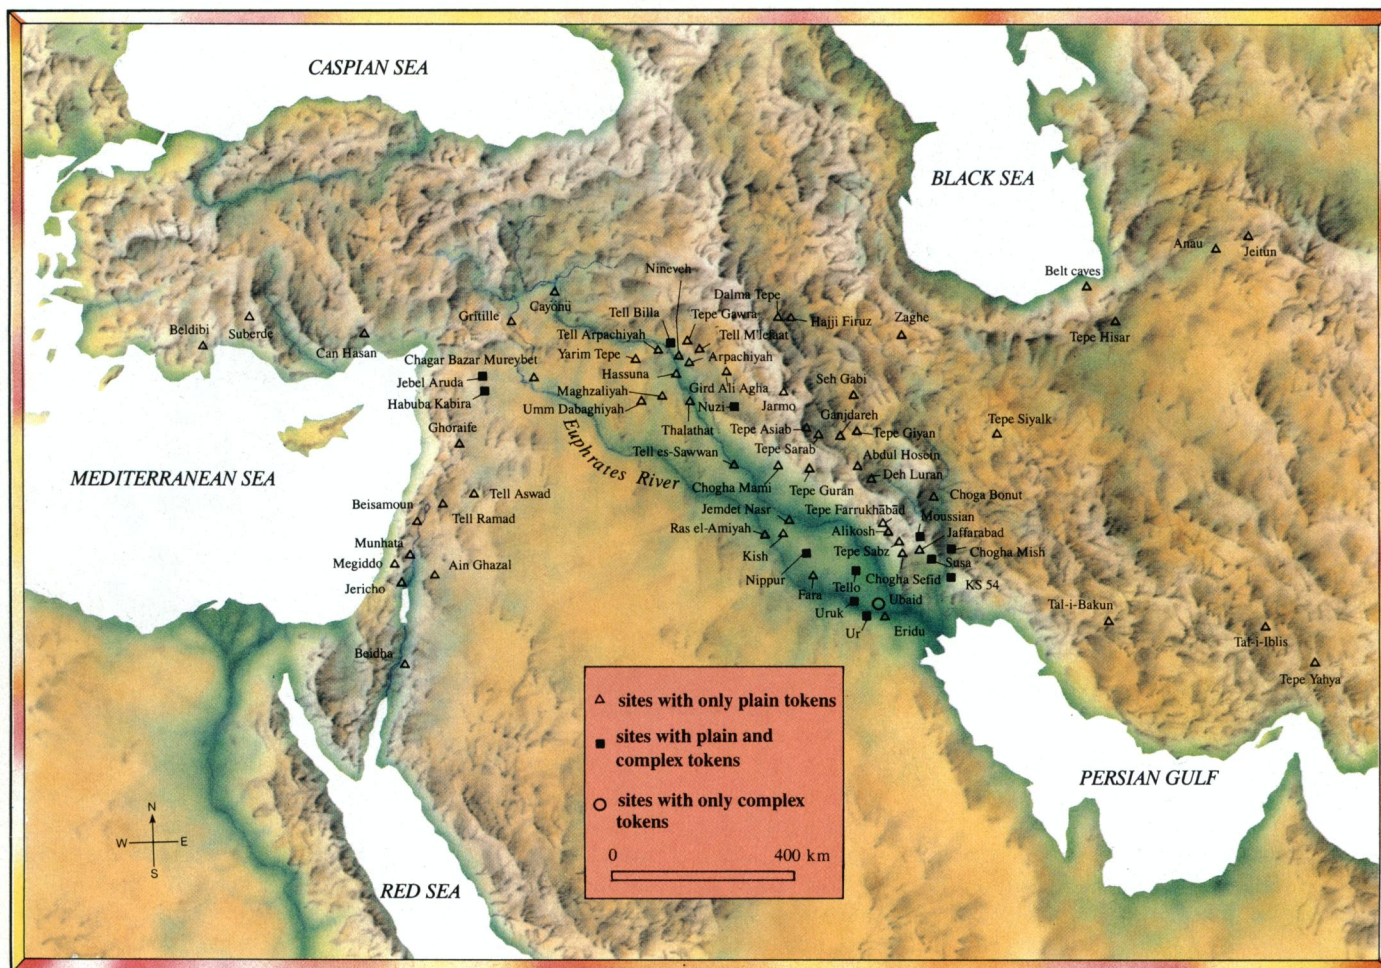 CASPIAN SEA
BLACK SEA
Anau
Jeitun
Nineveh
Belt caves
Cayönü
Dalma Tepe
Gritille
Tell Billa
Tepe Gawra
Hajji Firuz
Zaghe
Beldibi
Suberde
Tell Arpachiyah
Tell M'lefaat
Tepe Hisar
Can Hasan
Yarim Tepe
Arpachiyah
Chagar Bazar Mureybet
Hassuna
Jebel Aruda
Gird Ali Agha
Seh Gabi
Habuba Kabira
Maghzaliyah
Nuzi
Jarmo
Umm Dabaghiyah
Ganjdareh
Ghoraife
Thalathat
Tepe Asiab
Tepe Giyan
Tepe Siyalk
Tepe Sarab
Euphrates River
Tell es-Sawwan
Abdul Hosein
MEDITERRANEAN SEA
Chogha Mami
Tepe Guran
Deh Luran
Tell Aswad
Choga Bonut
Beisamoun
Tell Ramad
Jemdet Nasr
Tepe Farrukhabad
Moussian
Ras el-Amiyah
Alikosh
Jaffarabad
Munhata
Kish
Tepe Sabz
Chogha Mish
Megiddo
Ain Ghazal
Nippur
Susa
Jericho
Tello
Chogha Sefid
KS 54
Fara
Ubaid
Tal-i-Bakun
Uruk
Ur
Eridu
Tal-i-Iblis
Beidha
Tepe Yahya
sites with only plain tokens
sites with plain and
complex tokens
sites with only complex
tokens
0 400 km
PERSIAN GULF
N
W E
S
RED SEA